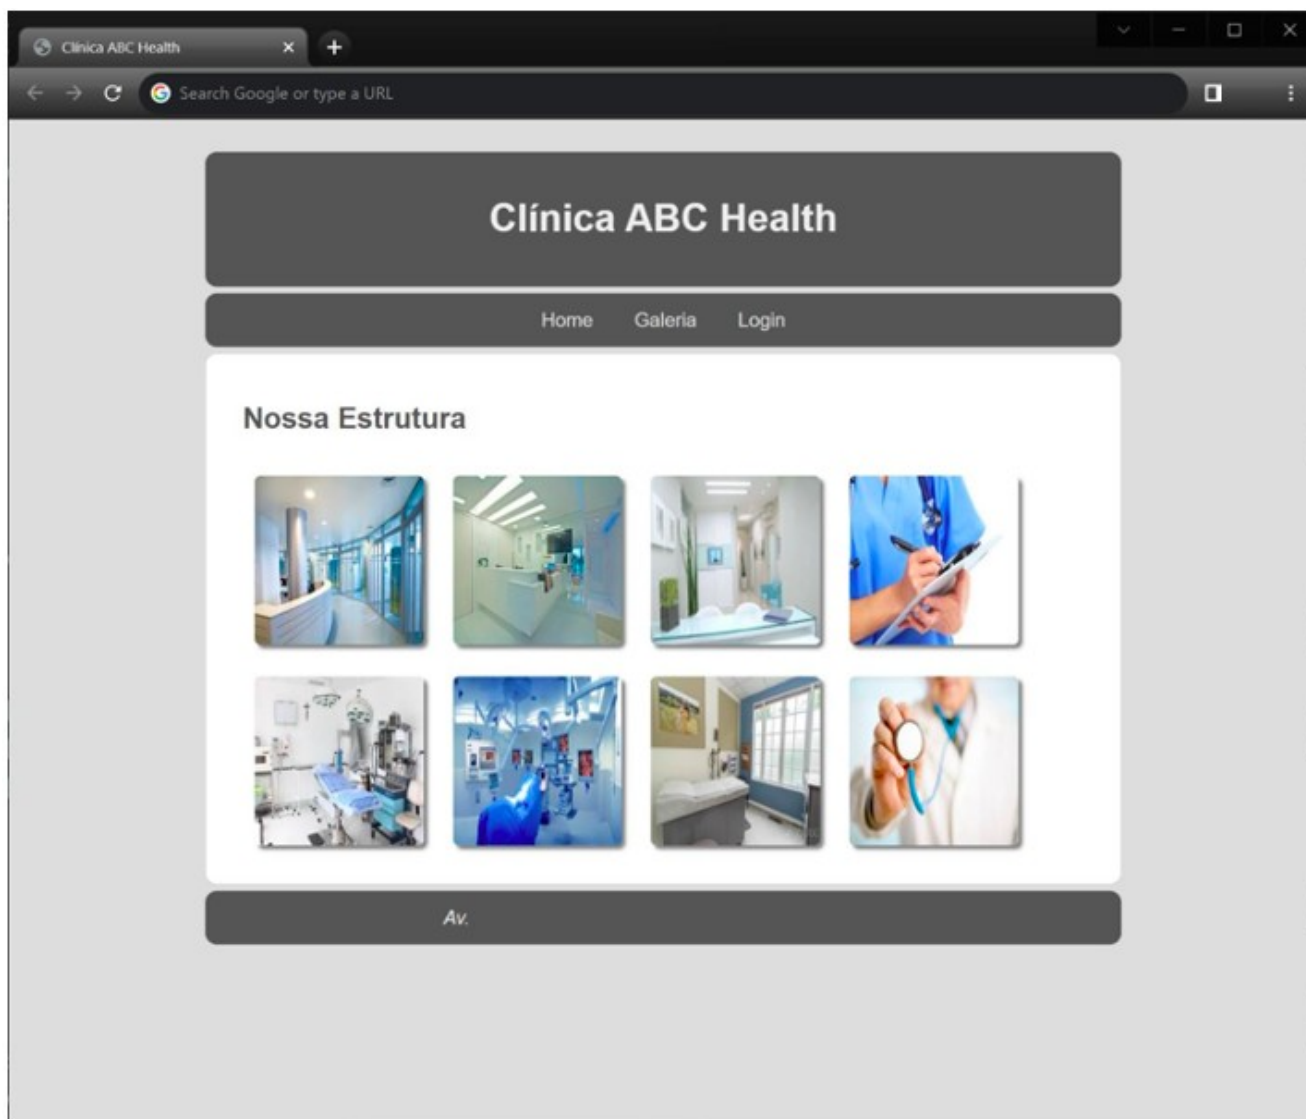 Clínica ABC Health
Search Google or type a URL
Clínica ABC Health
Home Galeria Login
Nossa Estrutura
Av.